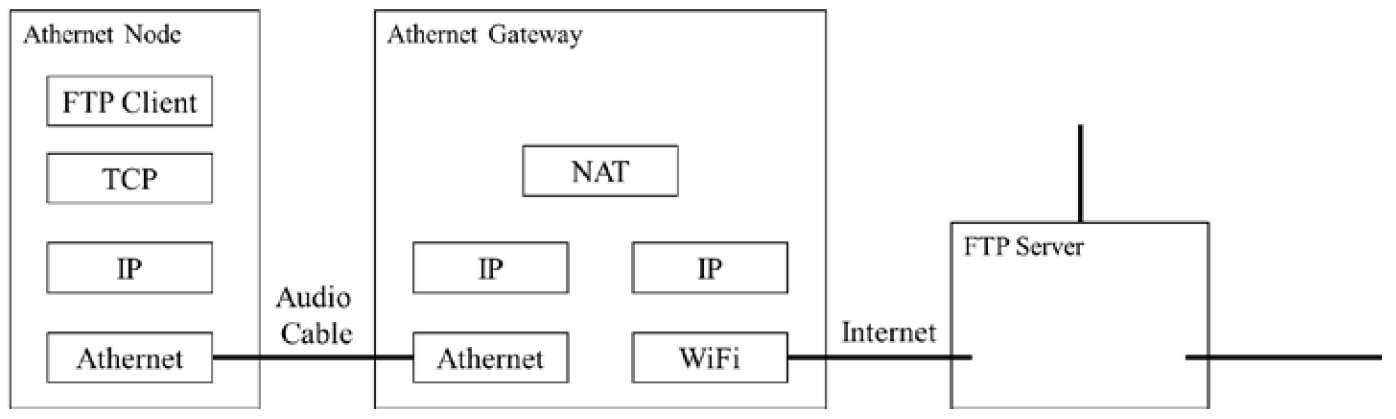 Athernet Node
FTP Client
TCP
IP
Athernet
Audio
Cable
Athernet Gateway
NAT
IP
IP
Athernet
WiFi
Internet
FTP Server